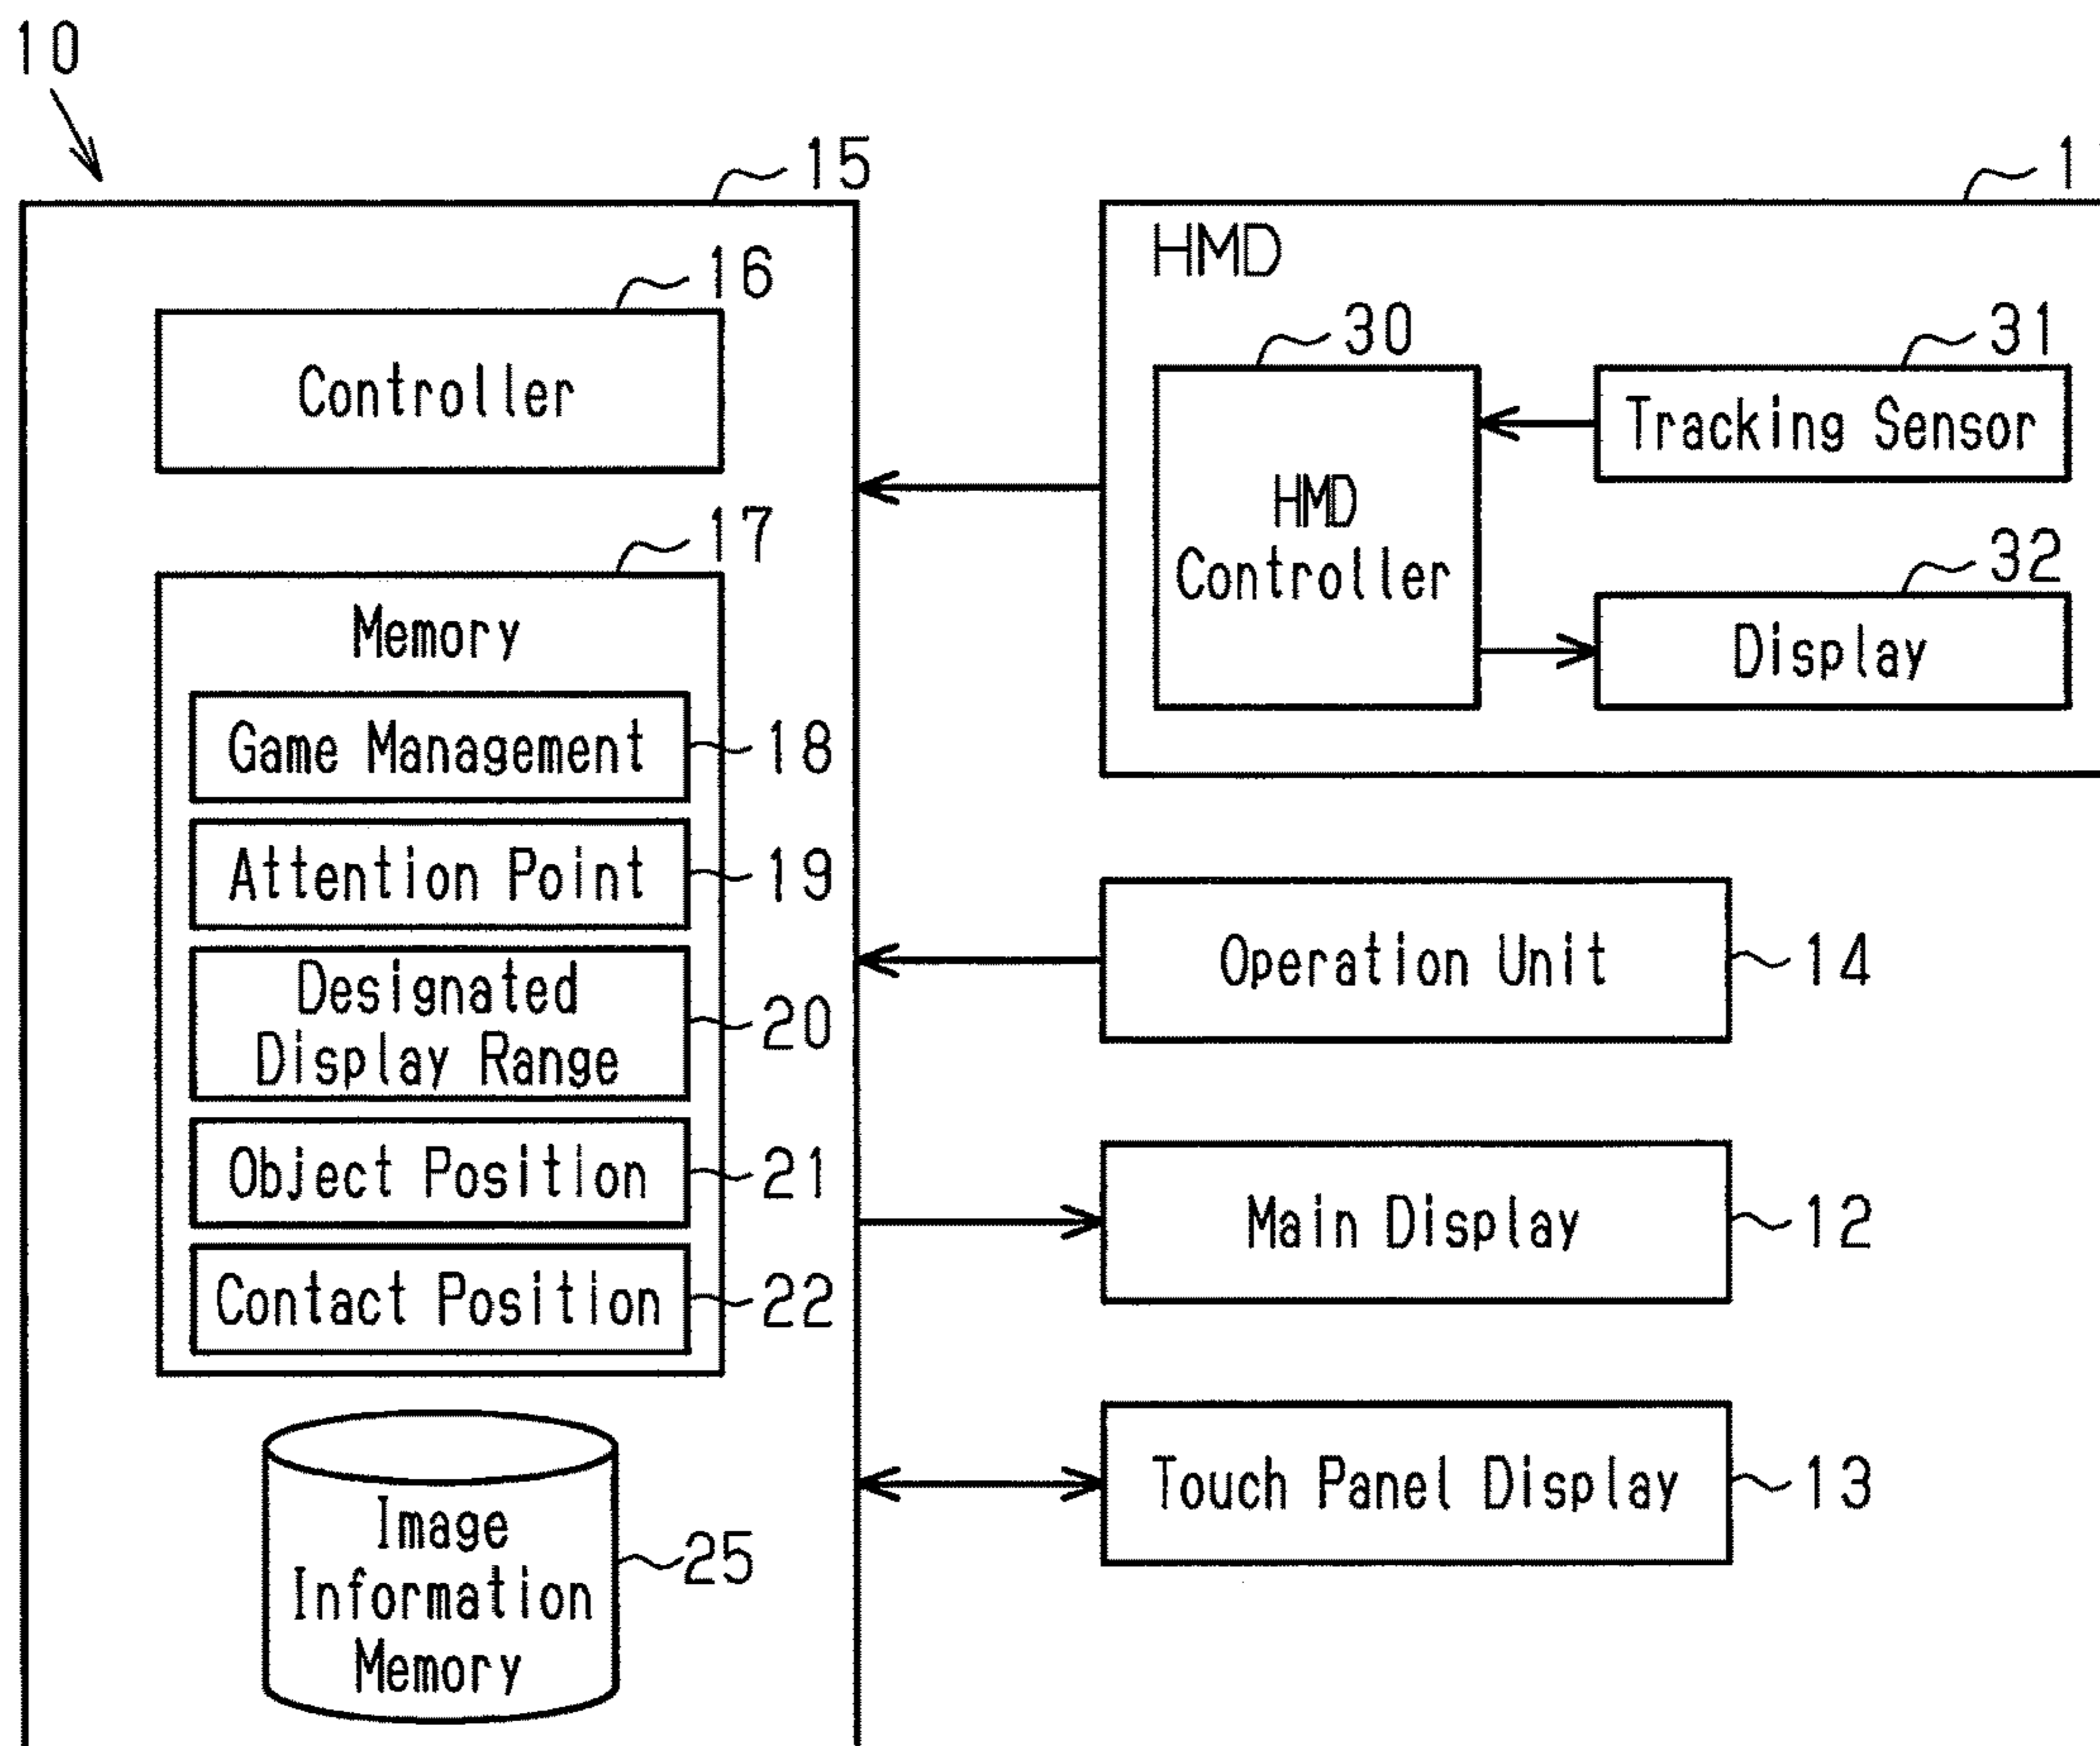 10
15
16
Controller
17
Memory
Game Management
18
Attention Point
19
Designated
Display Range
20
Object Position
21
Contact Position
22
Image
Information
Memory
25
HMD
30
HMD
Controller
31
Tracking Sensor
32
Display
Operation Unit
14
Main Display
12
Touch Panel Display
13